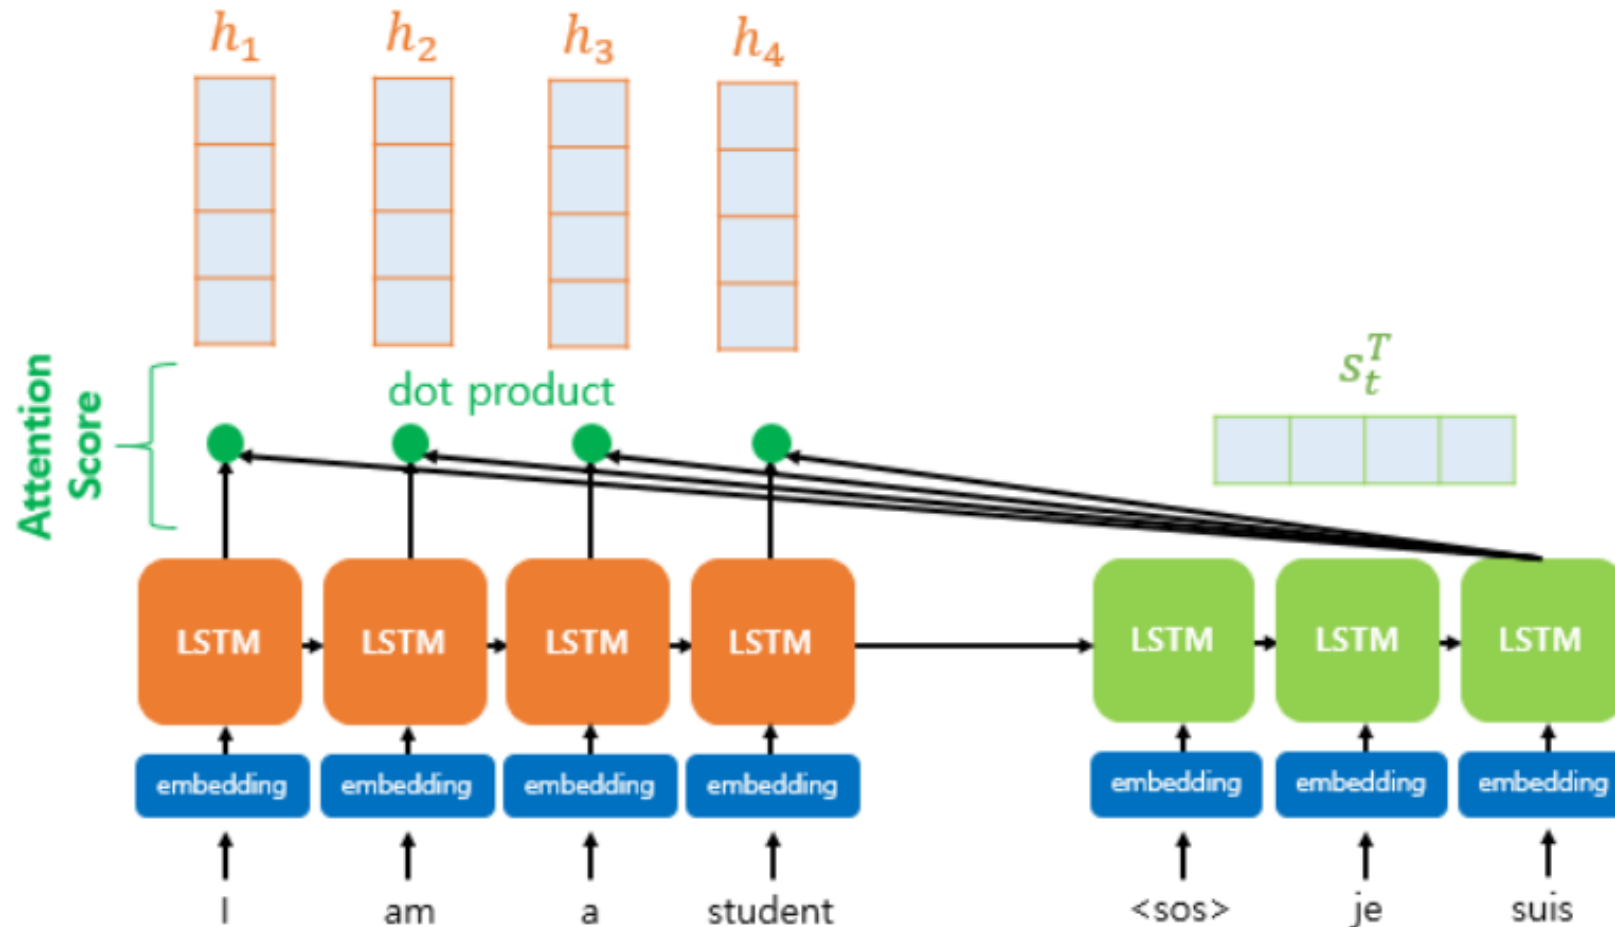 h₁ h₂ h₃ h₄
Attention
Score
dot product
sₜᵀ
LSTM LSTM LSTM LSTM LSTM LSTM LSTM
embedding embedding embedding embedding embedding embedding embedding
I am a student <sos> je suis